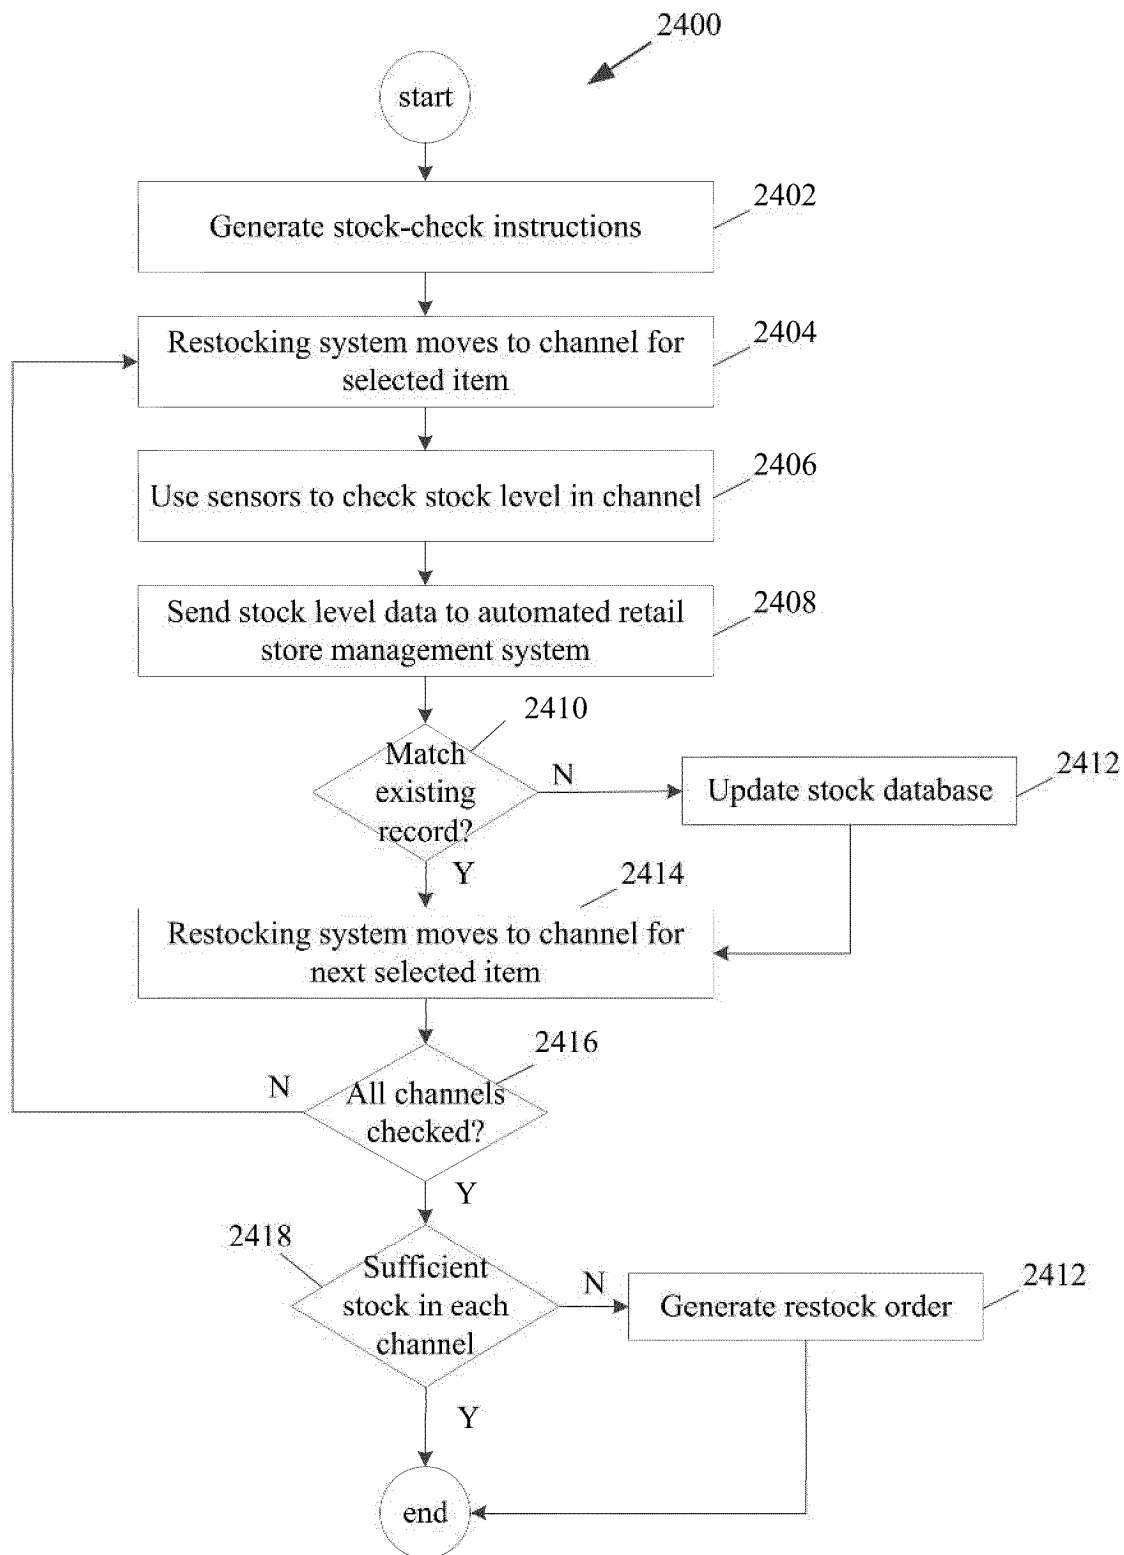 2400
start
2402
Generate stock-check instructions
2404
Restocking system moves to channel for
selected item
2406
Use sensors to check stock level in channel
2408
Send stock level data to automated retail
store management system
2410
Match
existing
record?
N
2412
Update stock database
Y
2414
Restocking system moves to channel for
next selected item
2416
N
All channels
checked?
Y
2418
Sufficient
stock in each
channel
N
2412
Generate restock order
Y
end